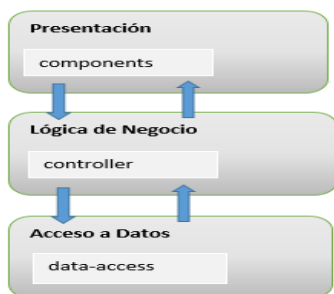 Presentación
components
Lógica de Negocio
controller
Acceso a Datos
data-access